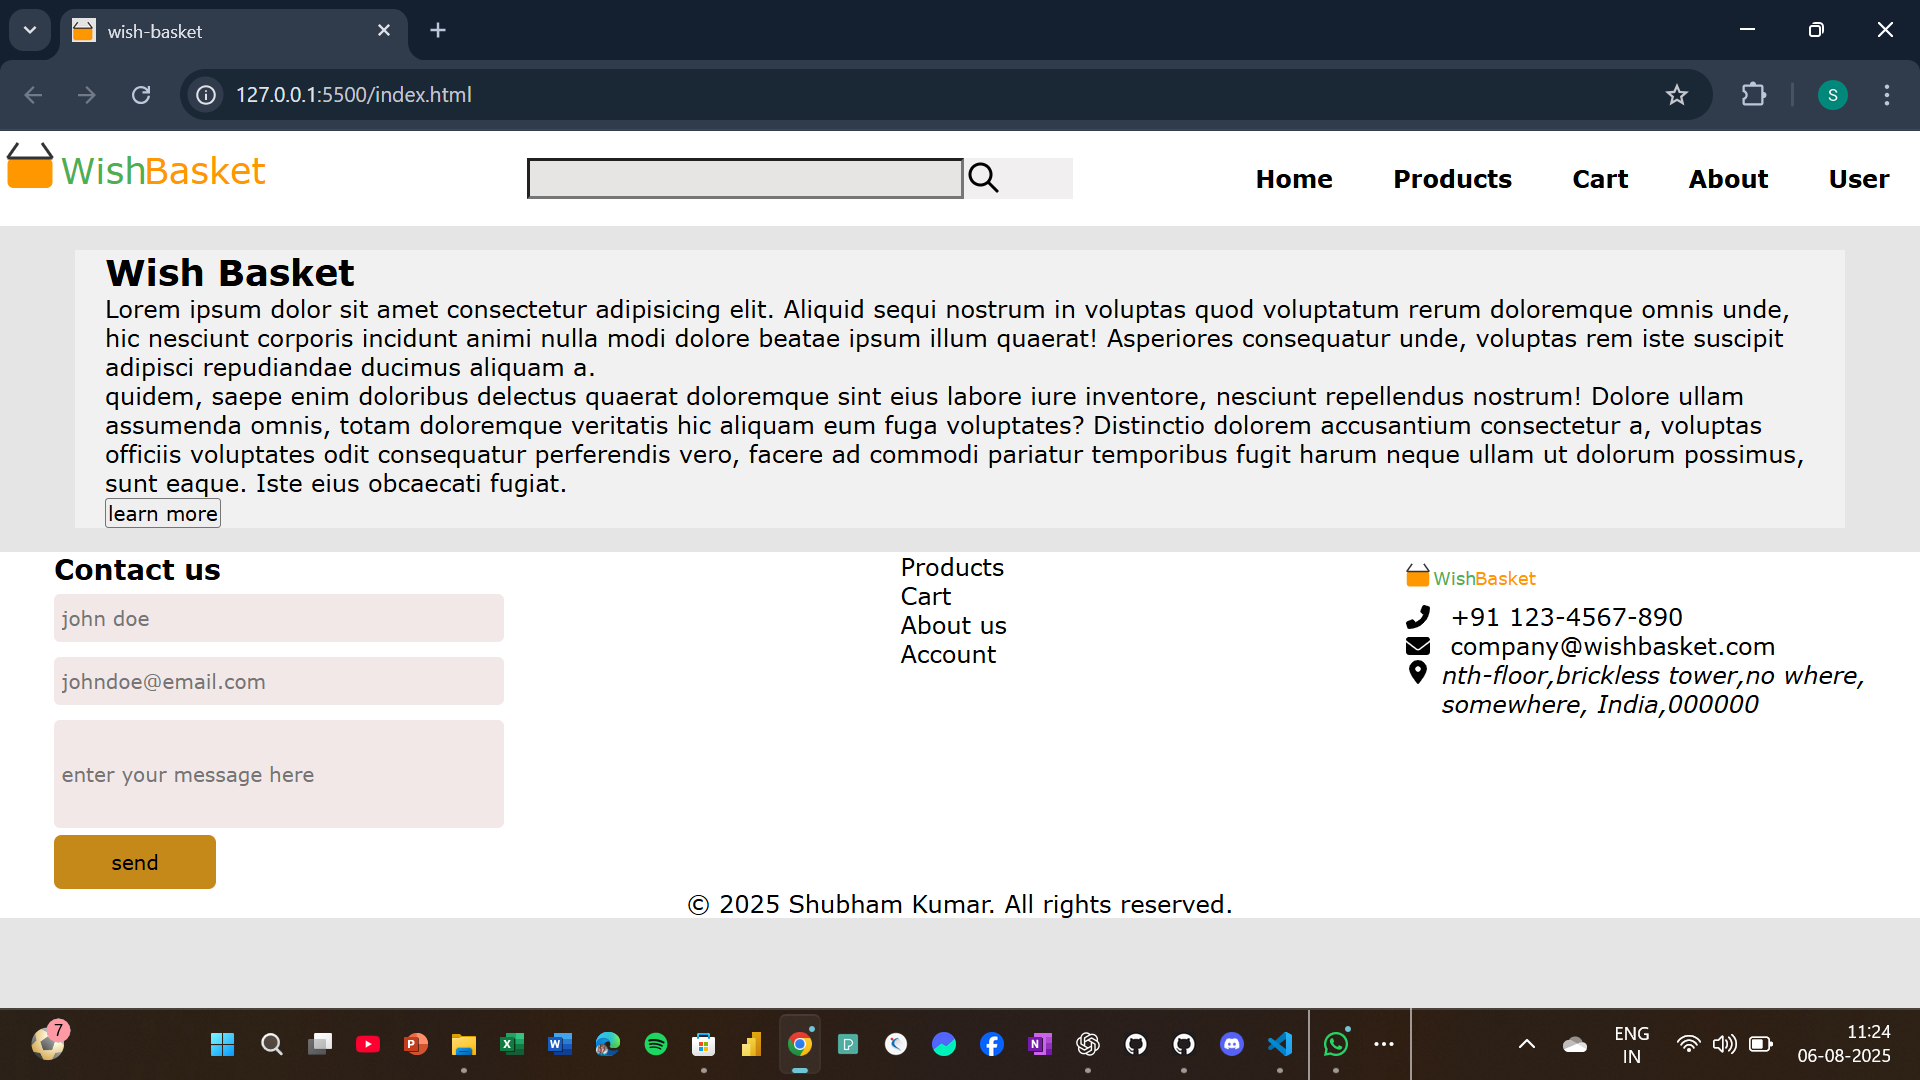 wish-basket
127.0.0.1:5500/index.html
S
WishBasket
Home Products Cart About User
Wish Basket
Lorem ipsum dolor sit amet consectetur adipisicing elit. Aliquid sequi nostrum in voluptas quod voluptatum rerum doloremque omnis unde,
hic nesciunt corporis incidunt animi nulla modi dolore beatae ipsum illum quaerat! Asperiores consequatur unde, voluptas rem iste suscipit
adipisci repudiandae ducimus aliquam a.
quidem, saepe enim doloribus delectus quaerat doloremque sint eius labore iure inventore, nesciunt repellendus nostrum! Dolore ullam
assumenda omnis, totam doloremque veritatis hic aliquam eum fuga voluptates? Distinctio dolorem accusantium consectetur a, voluptas
officiis voluptates odit consequatur perferendis vero, facere ad commodi pariatur temporibus fugit harum neque ullam ut dolorum possimus,
sunt eaque. Iste eius obcaecati fugiat.
learn more
Contact us
john doe
johndoe@email.com
enter your message here
send
Products
Cart
About us
Account
WishBasket
+91 123-4567-890
company@wishbasket.com
nth-floor,brickless tower,no where,
somewhere, India,000000
© 2025 Shubham Kumar. All rights reserved.
7
ENG
IN
11:24
06-08-2025